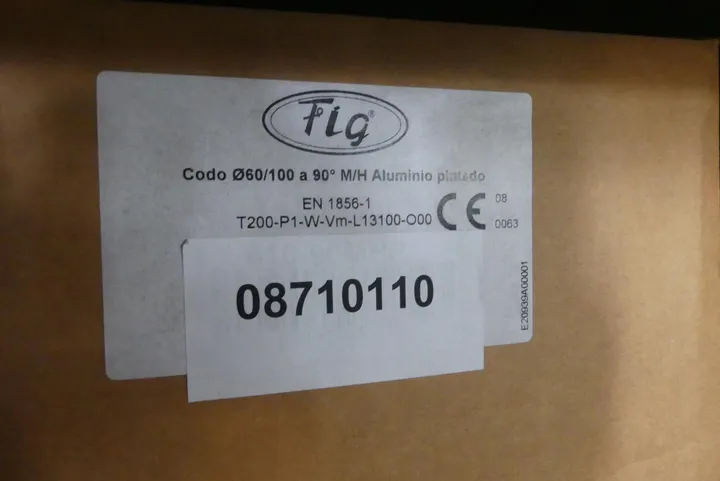 Fig®
Codo Ø60/100 a 90° M/H Aluminio pintado
EN 1856-1
T200-P1-W-Vm-L13100-O00
CE
08
0063
08710110
E20939A00001